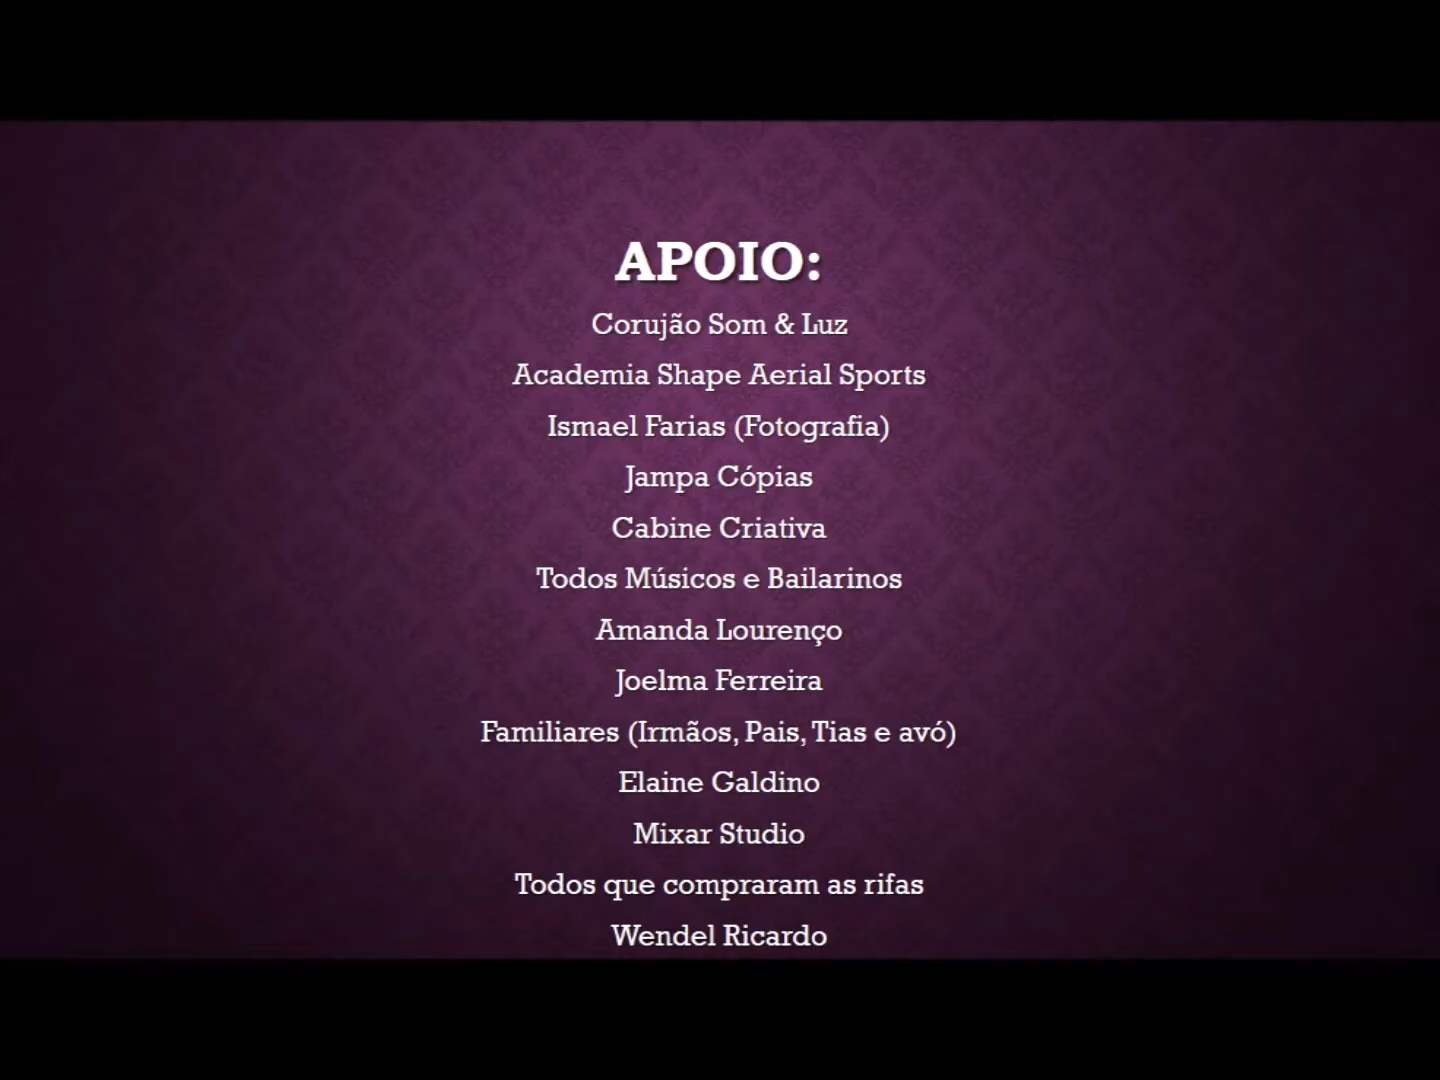 APOIO:
Corujão Som & Luz
Academia Shape Aerial Sports
Ismael Farias (Fotografia)
Jampa Cópias
Cabine Criativa
Todos Músicos e Bailarinos
Amanda Lourenço
Joelma Ferreira
Familiares (Irmãos, Pais, Tias e avó)
Elaine Galdino
Mixar Studio
Todos que compraram as rifas
Wendel Ricardo